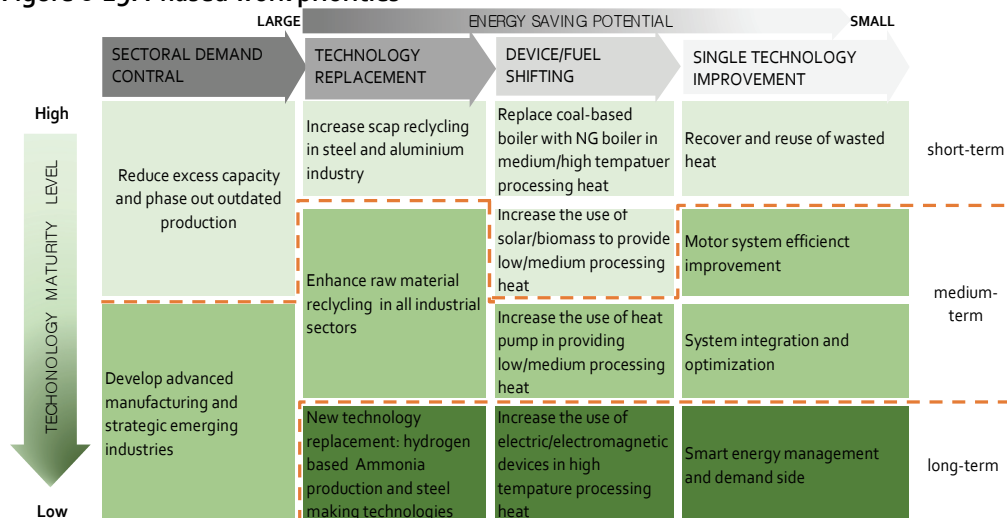 Figure Phased work priorities
LARGE ENERGY SAVING POTENTIAL SMALL
SECTORAL DEMAND
CONTRAL
TECHNOLOGY
REPLACEMENT
DEVICE/FUEL
SHIFTING
SINGLE TECHNOLOGY
IMPROVEMENT
High
TECHONOLOGY MATURITY LEVEL
Low
Reduce excess capacity
and phase out outdated
production
Increase scap reclycling
in steel and aluminium
industry
Replace coal-based
boiler with NG boiler in
medium/high tempatuer
processing heat
Recover and reuse of wasted
heat
short-term
Enhance raw material
reclycling in all industrial
sectors
Increase the use of
solar/biomass to provide
low/medium processing
heat
Motor system efficienct
improvement
medium-
term
Develop advanced
manufacturing and
strategic emerging
industries
Increase the use of heat
pump in providing
low/medium processing
heat
System integration and
optimization
New technology
replacement: hydrogen
based Ammonia
production and steel
making technologies
Increase the use of
electric/electromagnetic
devices in high
tempature processing
heat
Smart energy management
and demand side
long-term